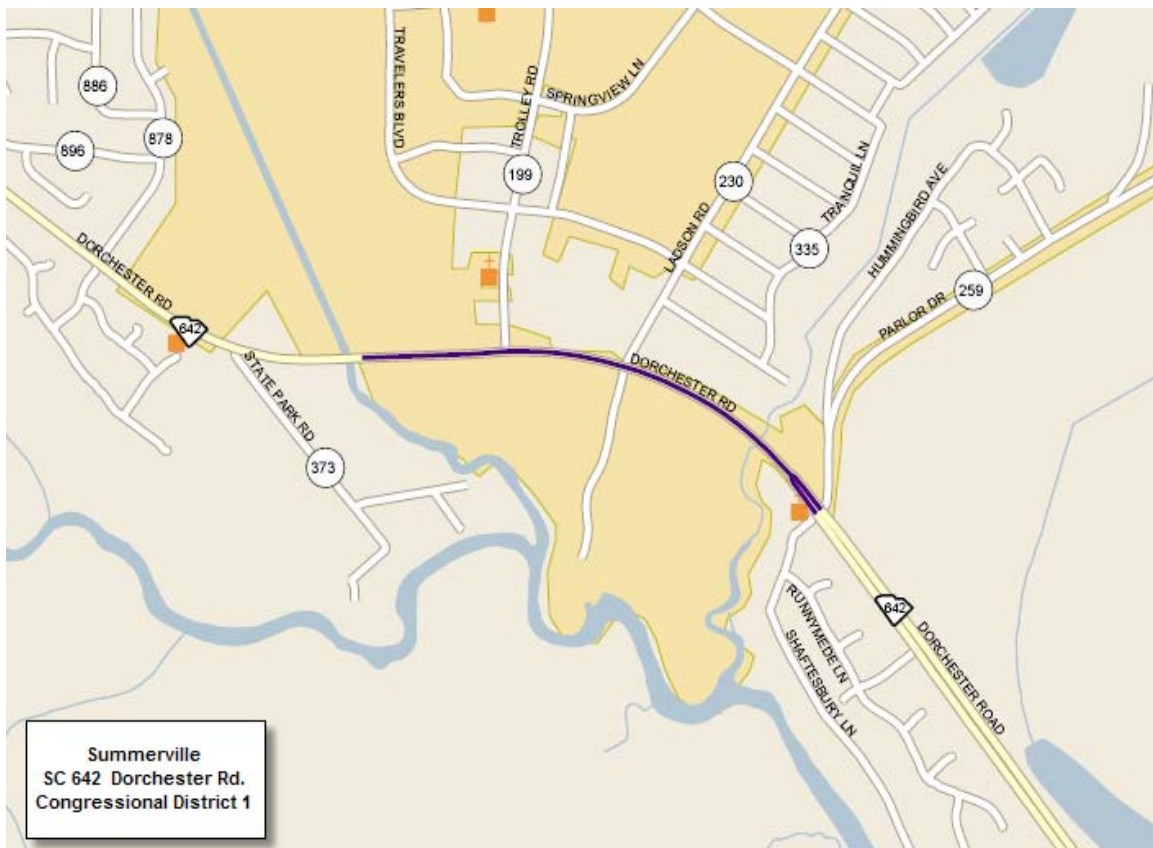 TRAVELERS BLVD
TROLLEY RD
SPRINGVIEW LN
886
878
896
199
230
LADSON RD
TRANQUIL LN
335
HUMMINGBIRD AVE
259
PARLOR DR
DORCHESTER RD
642
STATE PARK RD
373
DORCHESTER RD
642
RUNNYMEDE LN
SHAFTESBURY LN
DORCHESTER ROAD
Summerville
SC 642 Dorchester Rd.
Congressional District 1